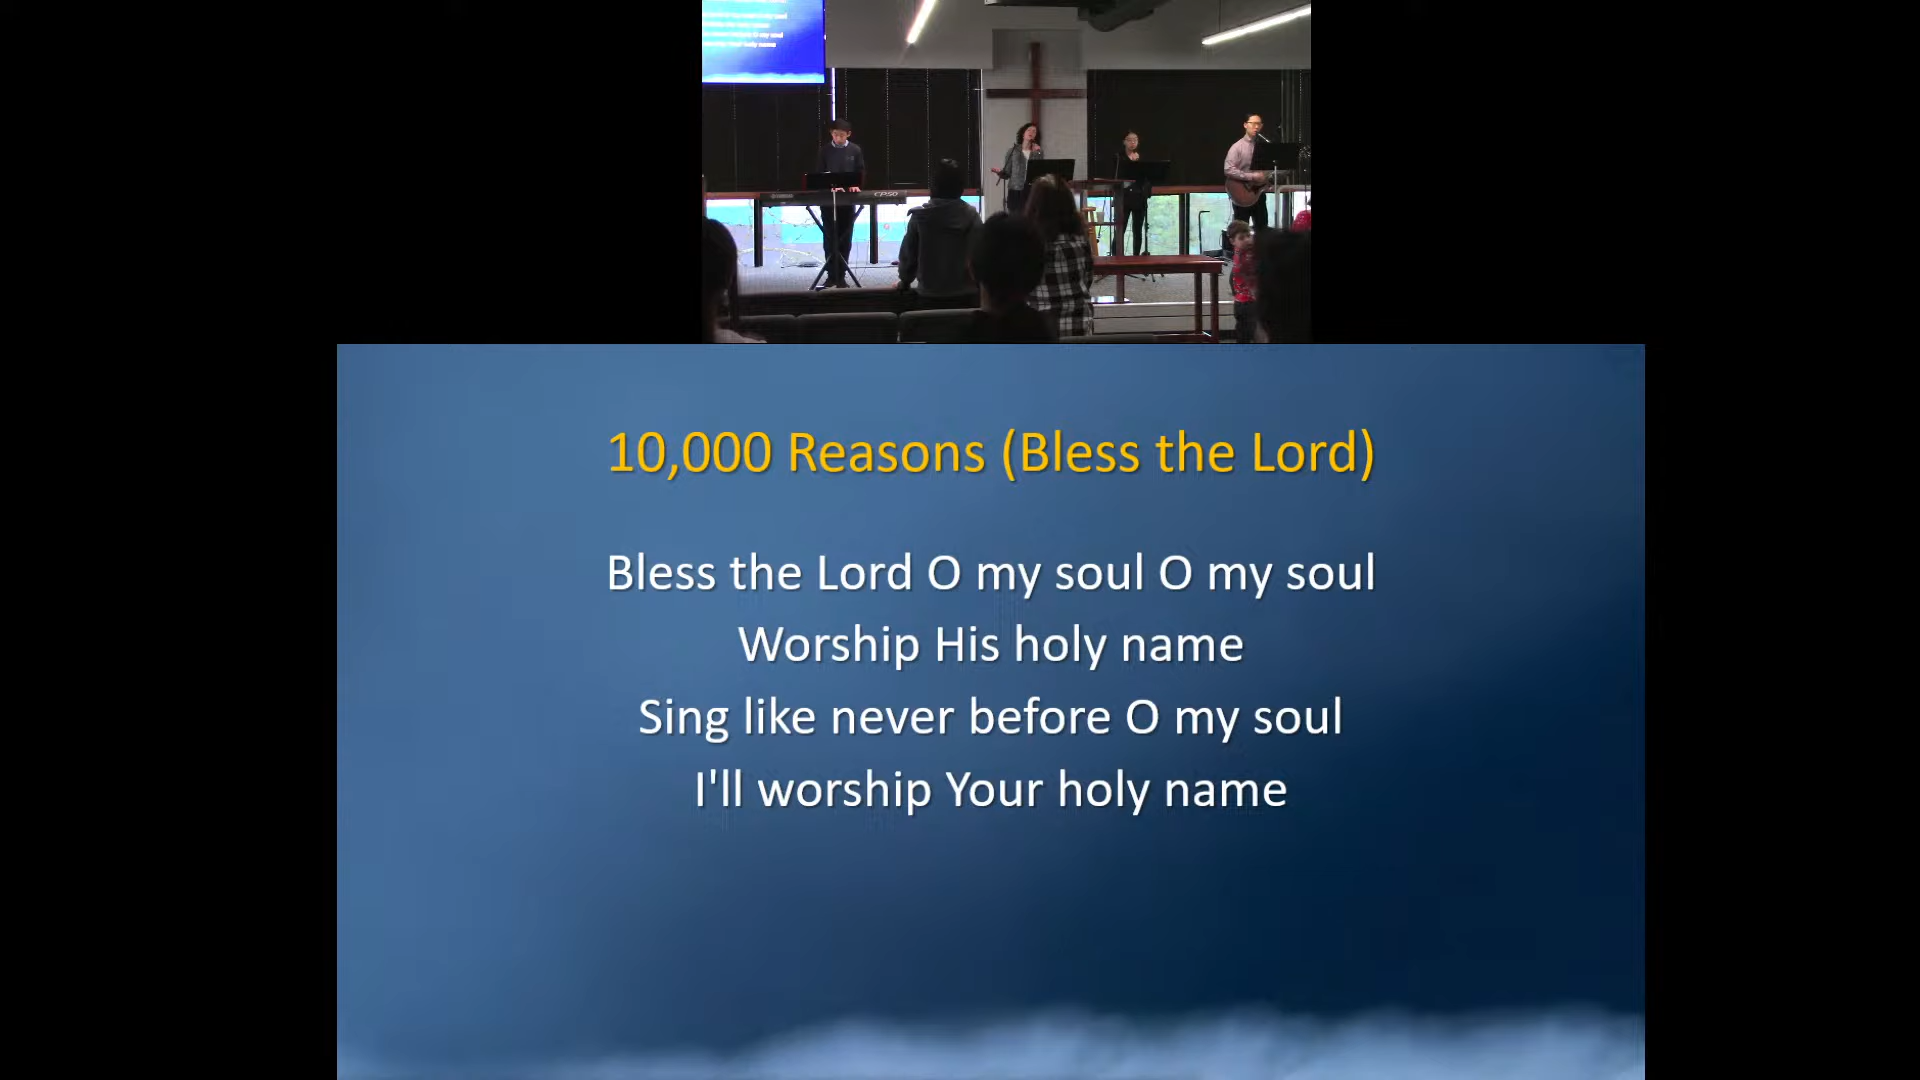 CP50
10,000 Reasons (Bless the Lord)
Bless the Lord O my soul O my soul
Worship His holy name
Sing like never before O my soul
I'll worship Your holy name